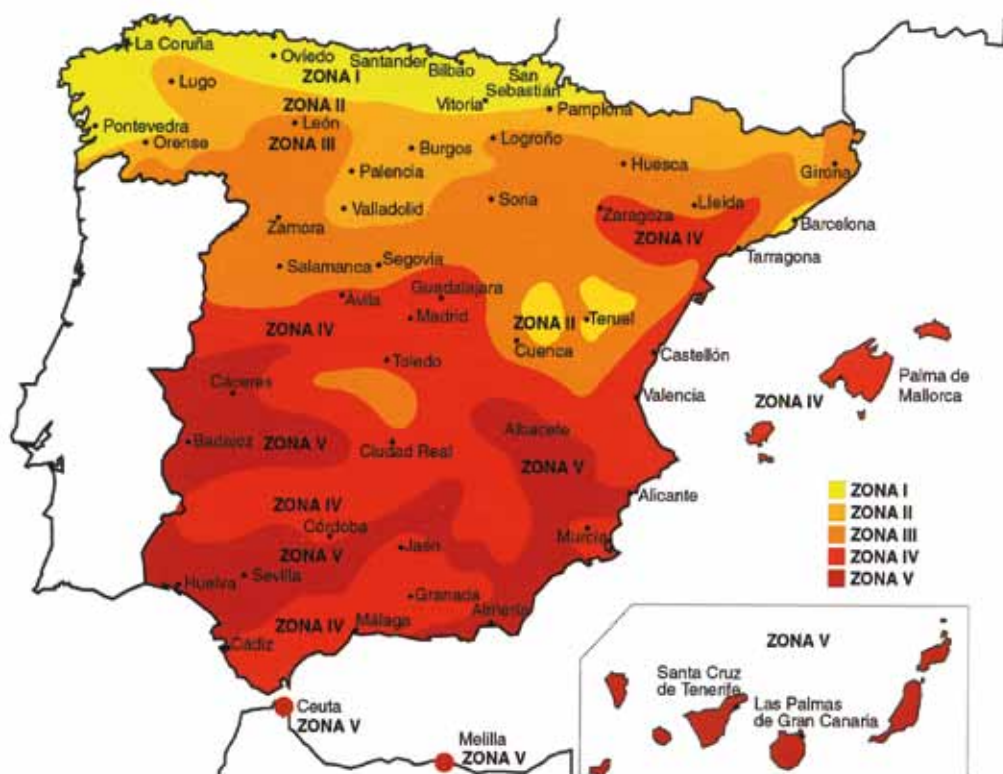 La Coruña
Oviedo
Santander
Bilbao
San
Sebastián
ZONA I
Lugo
Vitoria
Pamplona
ZONA II
León
Pontevedra
Orense
ZONA III
Burgos
Logroño
Palencia
Huesca
Girona
Valladolid
Soria
Zaragoza
Lleida
Barcelona
Zamora
ZONA IV
Tarragona
Salamanca
Segovia
Guadalajara
Ávila
Madrid
ZONA IV
ZONA II
Teruel
Cuenca
Toledo
Castellón
Cáceres
Valencia
Palma de
Mallorca
ZONA IV
Badajoz
ZONA V
Ciudad Real
Albacete
ZONA V
Alicante
ZONA IV
Córdoba
ZONA V
Jaén
Murcia
Huelva
Sevilla
Granada
Almería
ZONA IV
Málaga
Cádiz
Ceuta
ZONA V
Melilla
ZONA V
ZONA I
ZONA II
ZONA III
ZONA IV
ZONA V
ZONA V
Santa Cruz
de Tenerife
Las Palmas
de Gran Canaria